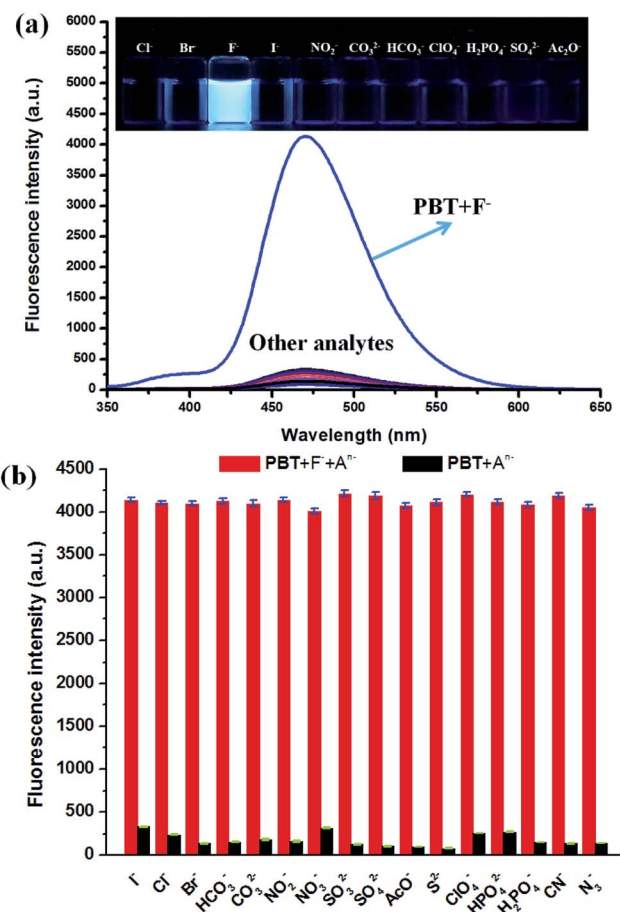 (a)
6000
5500
5000
4500
4000
3500
3000
2500
2000
1500
1000
500
0
Fluorescence intensity (a.u.)
Cl⁻ Br⁻ F⁻ I⁻ NO₂⁻ CO₃²⁻ HCO₃⁻ ClO₄⁻ H₂PO₄⁻ SO₄²⁻ Ac₂O⁻
PBT+F⁻
Other analytes
350 400 450 500 550 600 650
Wavelength (nm)
(b)
PBT+F⁻+Aⁿ⁻ PBT+Aⁿ⁻
4500
4000
3500
3000
2500
2000
1500
1000
500
0
Fluorescence intensity (a.u.)
I⁻ Cl⁻ Br⁻ HCO₃⁻ CO₃²⁻ NO₂⁻ NO₃⁻ SO₃²⁻ SO₄²⁻ AcO⁻ S²⁻ ClO₄⁻ HPO₄²⁻ H₂PO₄⁻ CN⁻ N₃⁻